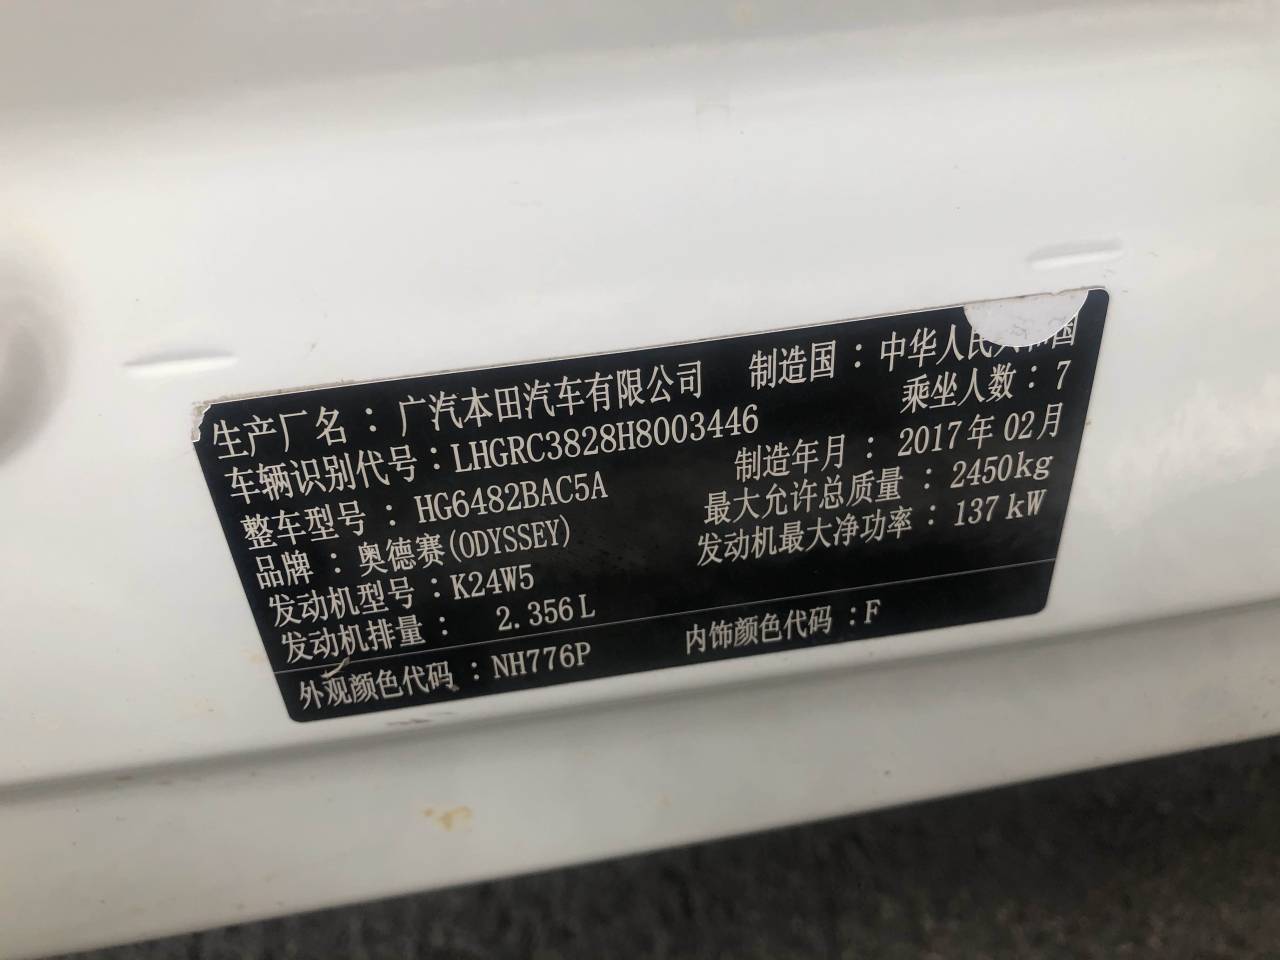 生产厂名：广汽本田汽车有限公司 制造国：中华人民共和国
车辆识别代号：LHGRC3828H8003446 乘坐人数：7
整车型号：HG6482BAC5A 制造年月：2017年02月
品牌：奥德赛(ODYSSEY) 最大允许总质量：2450kg
发动机型号：K24W5 发动机最大净功率：137kW
发动机排量：2.356L
外观颜色代码：NH776P 内饰颜色代码：F